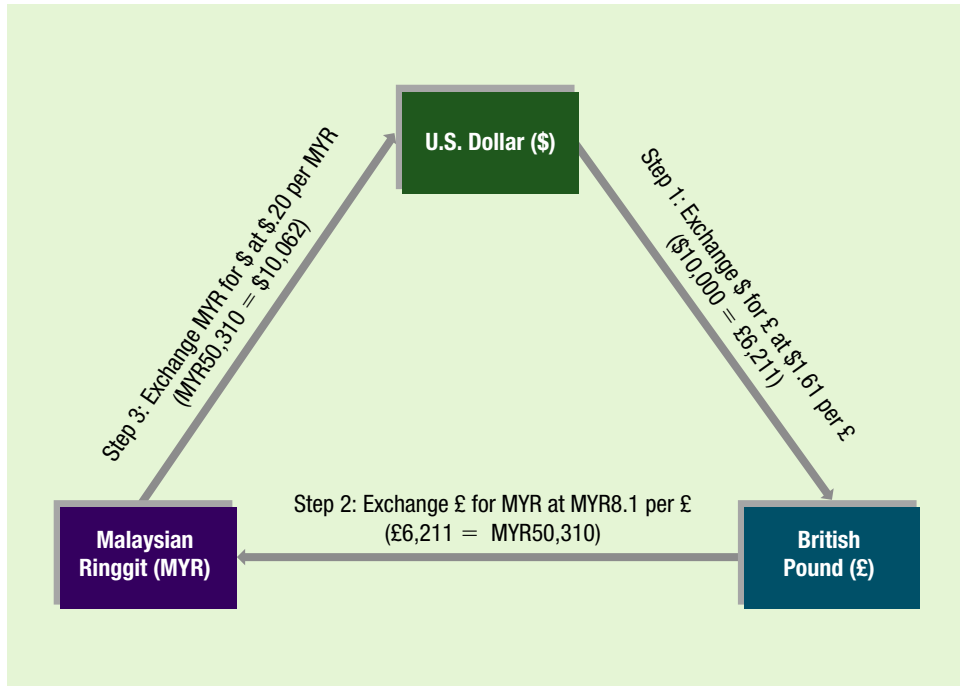 U.S. Dollar ($)
Step 1: Exchange $ for £ at $1.61 per £
($10,000 = £6,211)
Step 2: Exchange £ for MYR at MYR8.1 per £
(£6,211 = MYR50,310)
Step 3: Exchange MYR for $ at $.20 per MYR
(MYR50,310 = $10,062)
Malaysian
Ringgit (MYR)
British
Pound (£)